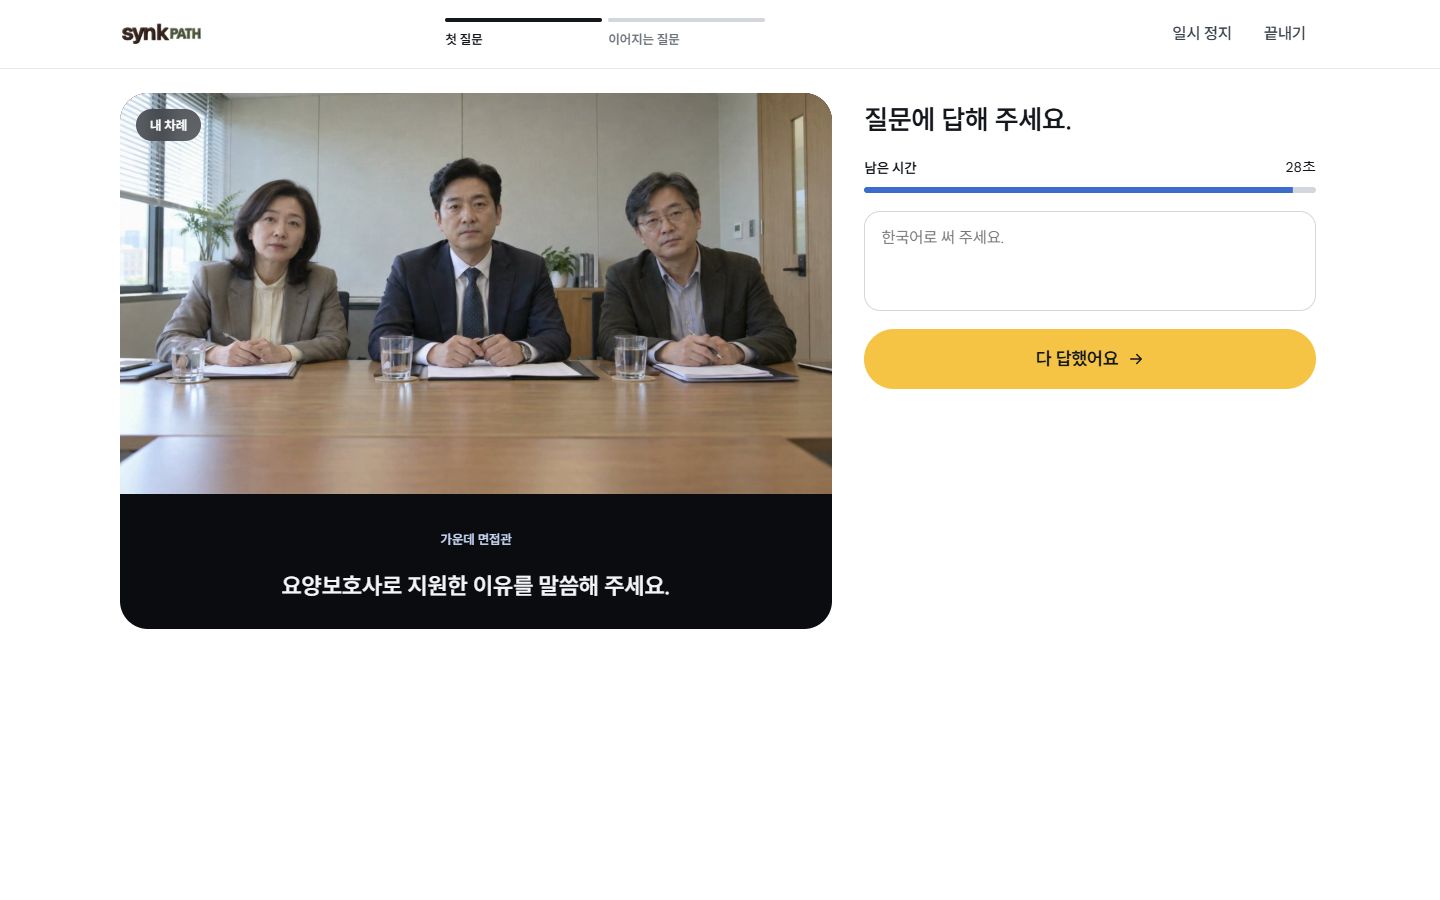 synkPATH
첫 질문
이어지는 질문
일시 정지
끝내기
내 차례
가운데 면접관
요양보호사로 지원한 이유를 말씀해 주세요.
질문에 답해 주세요.
남은 시간
28초
한국어로 써 주세요.
다 답했어요 →